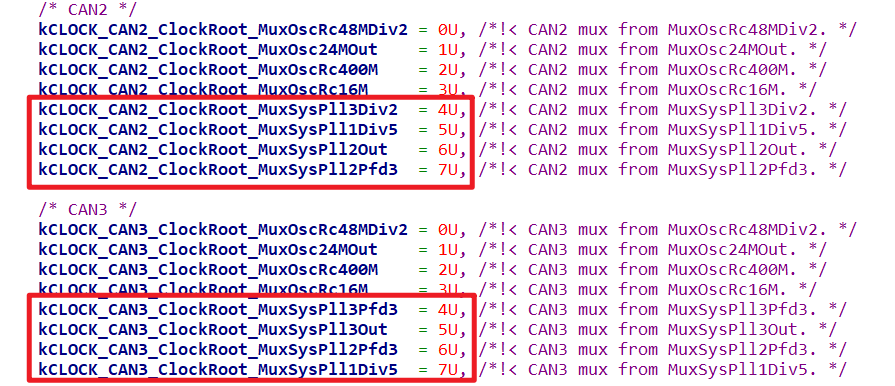 /* CAN2 */
kCLOCK_CAN2_ClockRoot_MuxOscRc48MDiv2 = 0U, /*!< CAN2 mux from MuxOscRc48MDiv2. */
kCLOCK_CAN2_ClockRoot_MuxOsc24MOut = 1U, /*!< CAN2 mux from MuxOsc24MOut. */
kCLOCK_CAN2_ClockRoot_MuxOscRc400M = 2U, /*!< CAN2 mux from MuxOscRc400M. */
kCLOCK_CAN2_ClockRoot_MuxOscRc16M = 3U, /*!< CAN2 mux from MuxOscRc16M. */
kCLOCK_CAN2_ClockRoot_MuxSysPll3Div2 = 4U, /*!< CAN2 mux from MuxSysPll3Div2. */
kCLOCK_CAN2_ClockRoot_MuxSysPll1Div5 = 5U, /*!< CAN2 mux from MuxSysPll1Div5. */
kCLOCK_CAN2_ClockRoot_MuxSysPll2Out = 6U, /*!< CAN2 mux from MuxSysPll2Out. */
kCLOCK_CAN2_ClockRoot_MuxSysPll2Pfd3 = 7U, /*!< CAN2 mux from MuxSysPll2Pfd3. */
/* CAN3 */
kCLOCK_CAN3_ClockRoot_MuxOscRc48MDiv2 = 0U, /*!< CAN3 mux from MuxOscRc48MDiv2. */
kCLOCK_CAN3_ClockRoot_MuxOsc24MOut = 1U, /*!< CAN3 mux from MuxOsc24MOut. */
kCLOCK_CAN3_ClockRoot_MuxOscRc400M = 2U, /*!< CAN3 mux from MuxOscRc400M. */
kCLOCK_CAN3_ClockRoot_MuxOscRc16M = 3U, /*!< CAN3 mux from MuxOscRc16M. */
kCLOCK_CAN3_ClockRoot_MuxSysPll3Pfd3 = 4U, /*!< CAN3 mux from MuxSysPll3Pfd3. */
kCLOCK_CAN3_ClockRoot_MuxSysPll3Out = 5U, /*!< CAN3 mux from MuxSysPll3Out. */
kCLOCK_CAN3_ClockRoot_MuxSysPll2Pfd3 = 6U, /*!< CAN3 mux from MuxSysPll2Pfd3. */
kCLOCK_CAN3_ClockRoot_MuxSysPll1Div5 = 7U, /*!< CAN3 mux from MuxSysPll1Div5. */